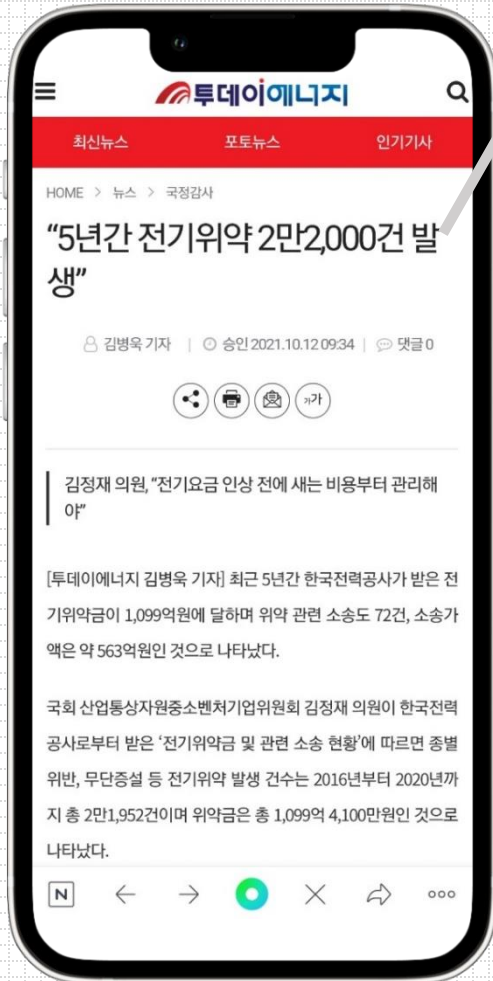 투데이에너지
최신뉴스 포토뉴스 인기기사
HOME > 뉴스 > 국정감사
“5년간 전기위약 2만2,000건 발
생”
김병욱 기자 | 승인 2021.10.12 09:34 | 댓글 0
가가
김정재 의원, “전기요금 인상 전에 새는 비용부터 관리해
야”
[투데이에너지 김병욱 기자] 최근 5년간 한국전력공사가 받은 전
기위약금이 1,099억원에 달하며 위약 관련 소송도 72건, 소송가
액은 약 563억원인 것으로 나타났다.
국회 산업통상자원중소벤처기업위원회 김정재 의원이 한국전력
공사로부터 받은 ‘전기위약금 및 관련 소송 현황’에 따르면 종별
위반, 무단증설 등 전기위약 발생 건수는 2016년부터 2020년까
지 총 2만1,952건이며 위약금은 총 1,099억 4,100만원인 것으로
나타났다.
N